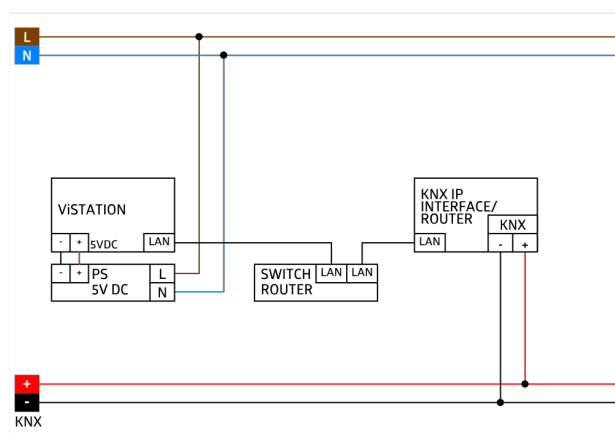 L
N
ViSTATION
- + 5VDC LAN
- + PS L
5V DC N
SWITCH LAN LAN
ROUTER
KNX IP
INTERFACE/
ROUTER
KNX
LAN - +
+
-
KNX